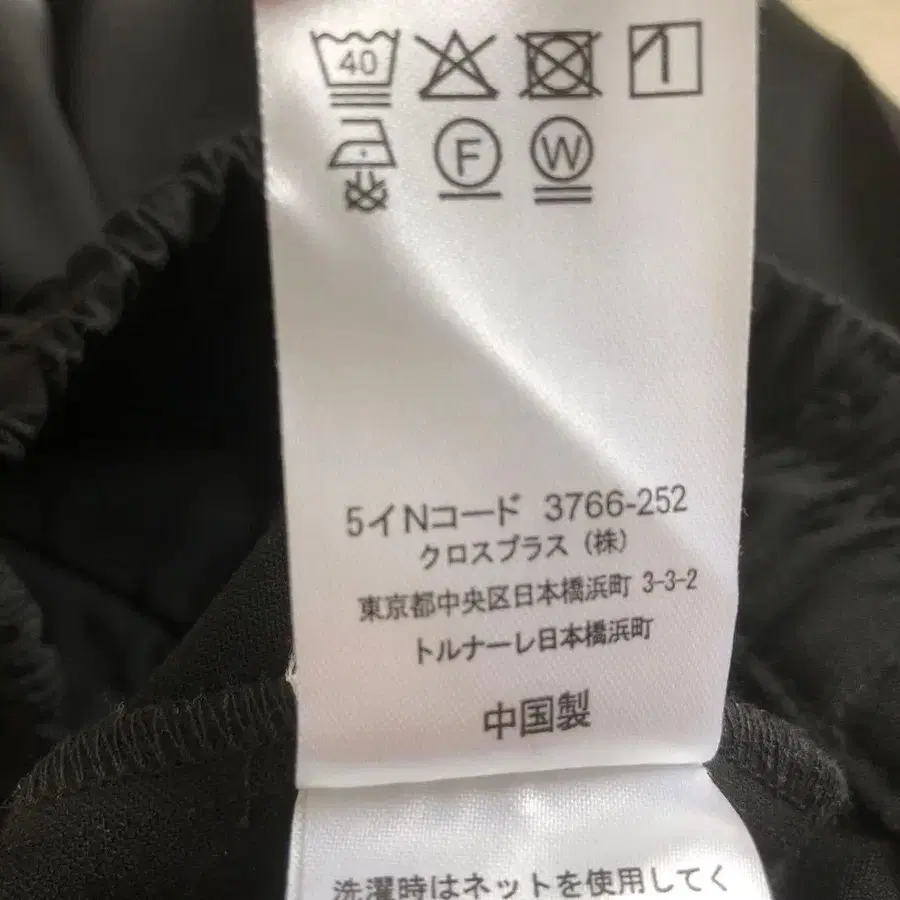 40
F W
5イNコード 3766-252
クロスプラス（株）
東京都中央区日本橋浜町 3-3-2
トルナーレ日本橋浜町
中国製
洗濯時はネットを使用してく